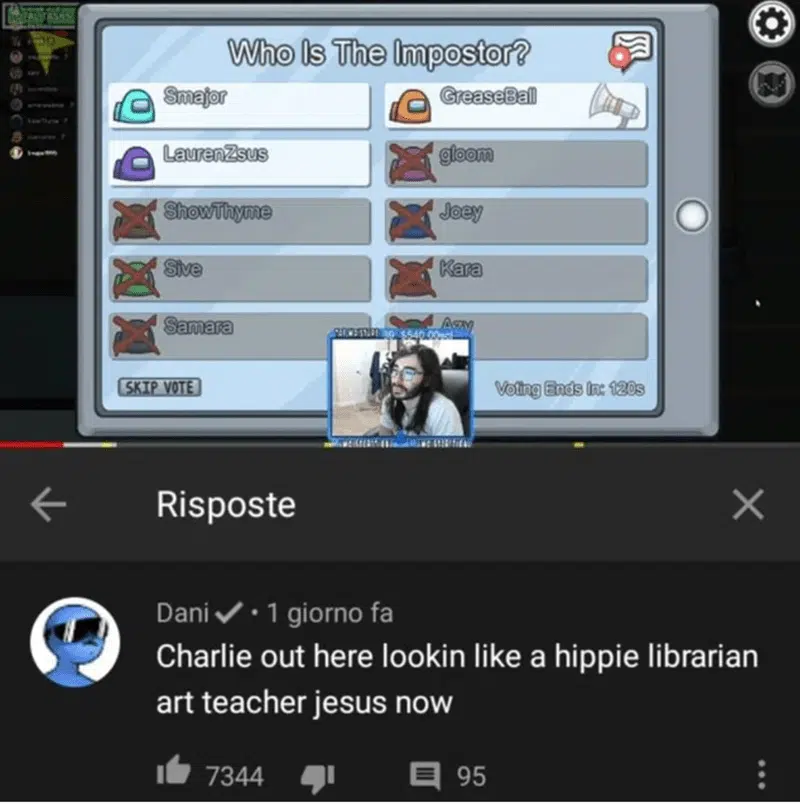 Who Is The Impostor?
Smajor
GreaseBall
LaurenZsus
gloom
ShowThyme
Joey
Sive
Kara
Samara
Azy
SKIP VOTE
Voting Ends In: 120s
Risposte
Dani • 1 giorno fa
Charlie out here lookin like a hippie librarian
art teacher jesus now
7344
95